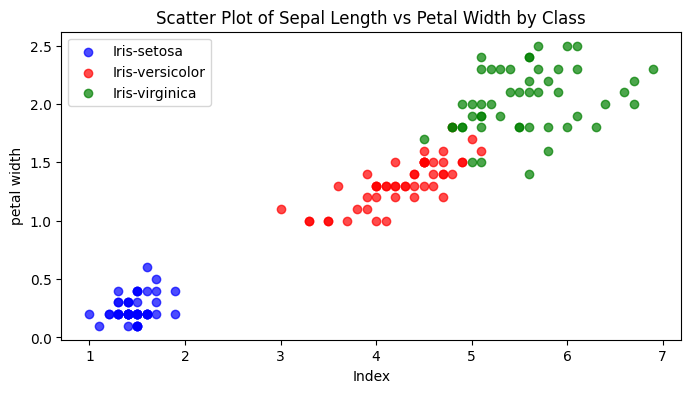 Scatter Plot of Sepal Length vs Petal Width by Class
Iris-setosa
Iris-versicolor
Iris-virginica
petal width
2.5
2.0
1.5
1.0
0.5
0.0
1 2 3 4 5 6 7
Index